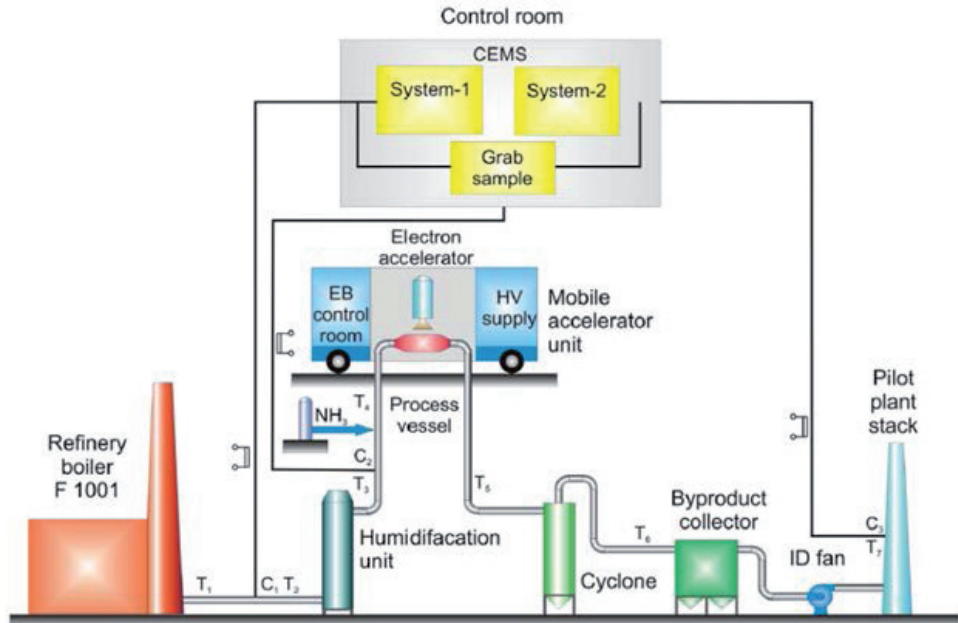 Control room
CEMS
System-1
System-2
Grab
sample
Electron
accelerator
EB
control
room
HV
supply
Mobile
accelerator
unit
Pilot
plant
stack
T₄
NH₃
Process
vessel
Refinery
boiler
F 1001
C₂
T₃
T₅
Byproduct
collector
Humidifacation
unit
T₆
C₃
T₇
ID fan
Cyclone
T₁
C₁ T₂